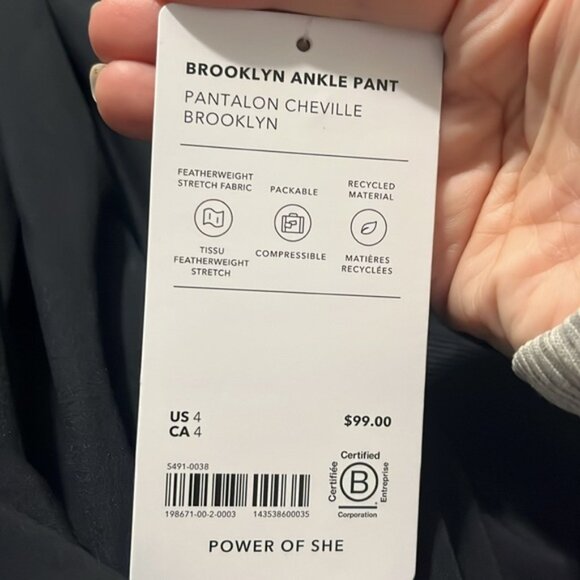 BROOKLYN ANKLE PANT
PANTALON CHEVILLE
BROOKLYN
FEATHERWEIGHT
STRETCH FABRIC
TISSU
FEATHERWEIGHT
STRETCH
PACKABLE
COMPRESSIBLE
RECYCLED
MATERIAL
MATIÈRES
RECYCLÉES
US 4
CA 4
$99.00
S491-0038
198671-00-2-0003 143538600035
Certified
Certifiée
B
Entreprise
Corporation
POWER OF SHE